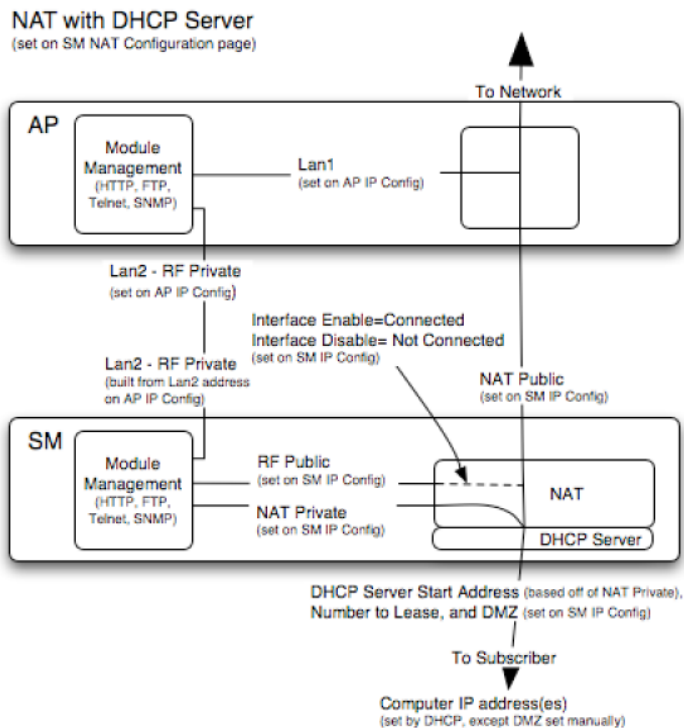 NAT with DHCP Server
(set on SM NAT Configuration page)
To Network
AP
Module
Management
(HTTP, FTP,
Telnet, SNMP)
Lan1
(set on AP IP Config)
Lan2 - RF Private
(set on AP IP Config)
Interface Enable=Connected
Interface Disable= Not Connected
(set on SM IP Config)
Lan2 - RF Private
(built from Lan2 address
on AP IP Config)
NAT Public
(set on SM IP Config)
SM
Module
Management
(HTTP, FTP,
Telnet, SNMP)
RF Public
(set on SM IP Config)
NAT Private
(set on SM IP Config)
NAT
DHCP Server
DHCP Server Start Address (based off of NAT Private),
Number to Lease, and DMZ (set on SM IP Config)
To Subscriber
Computer IP address(es)
(set by DHCP, except DMZ set manually)